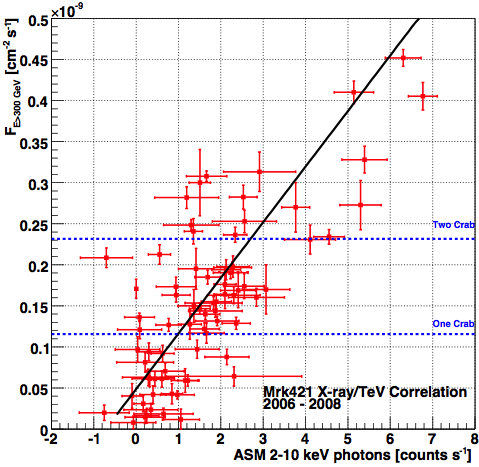 ×10⁻⁹
F_E>300 GeV [cm⁻² s⁻¹]
0.5
0.45
0.4
0.35
0.3
0.25
0.2
0.15
0.1
0.05
0
Two Crab
One Crab
Mrk421 X-ray/TeV Correlation
2006 - 2008
-2 -1 0 1 2 3 4 5 6 7 8
ASM 2-10 keV photons [counts s⁻¹]